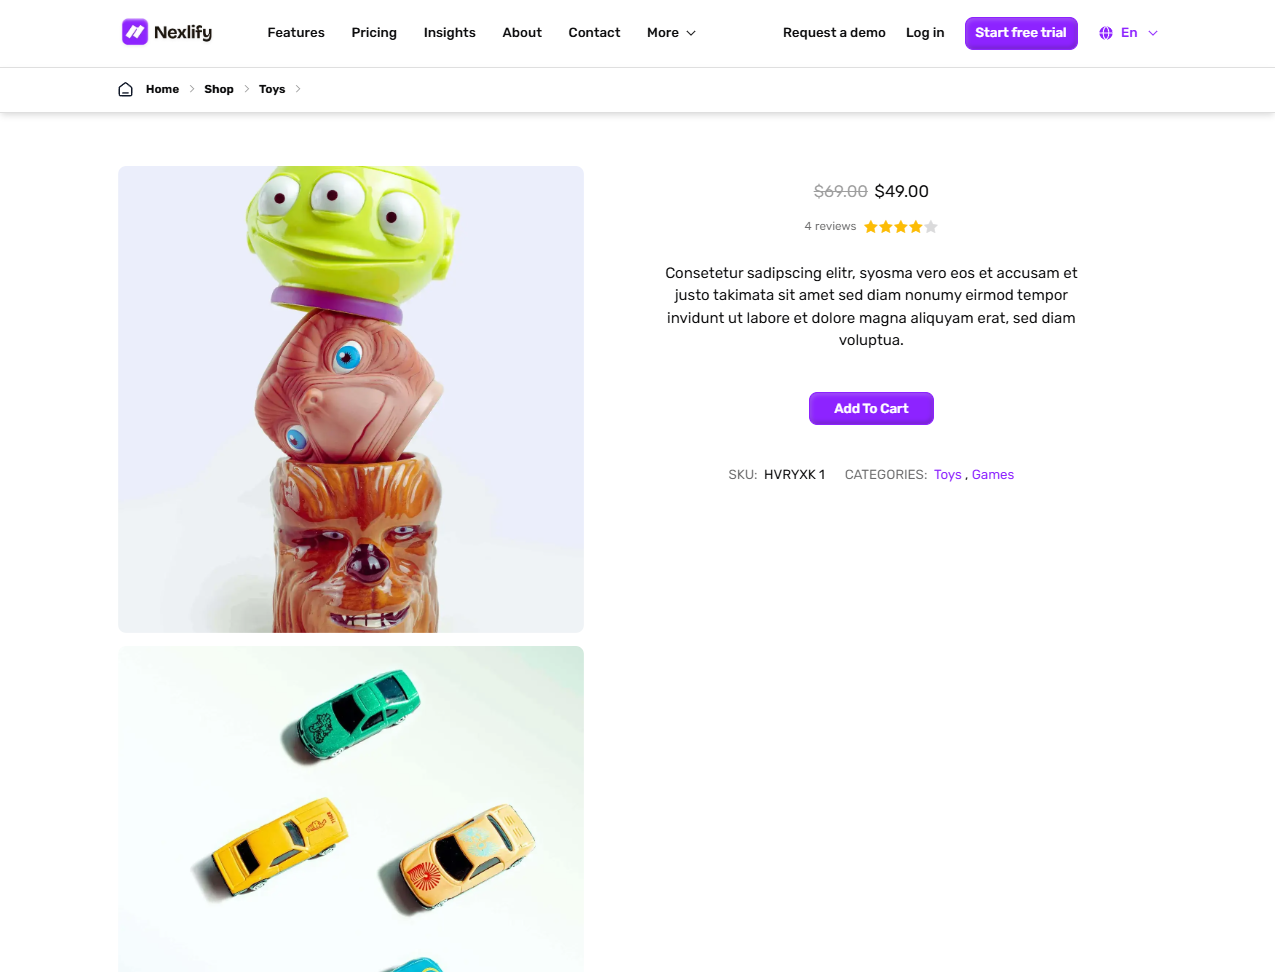 Nexlify
Features
Pricing
Insights
About
Contact
More
Request a demo
Log in
Start free trial
En
Home
Shop
Toys
$69.00 $49.00
4 reviews
Consetetur sadipscing elitr, syosma vero eos et accusam et
justo takimata sit amet sed diam nonumy eirmod tempor
invidunt ut labore et dolore magna aliquyam erat, sed diam
voluptua.
Add To Cart
SKU: HVRYXK 1 CATEGORIES: Toys , Games